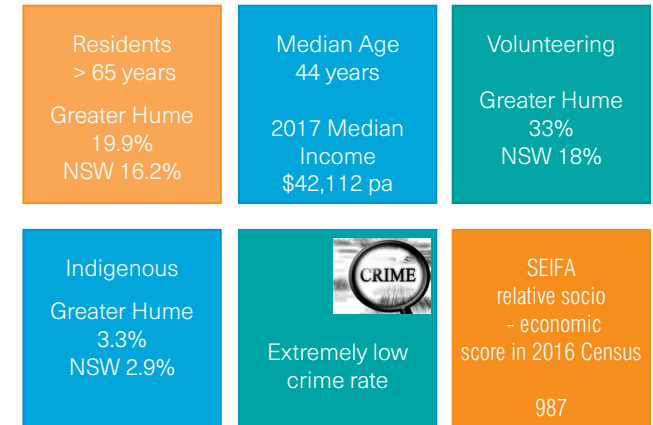 Residents
> 65 years
Greater Hume
19.9%
NSW 16.2%
Median Age
44 years
2017 Median
Income
$42,112 pa
Volunteering
Greater Hume
33%
NSW 18%
Indigenous
Greater Hume
3.3%
NSW 2.9%
CRIME
Extremely low
crime rate
SEIFA
relative socio
- economic
score in 2016 Census
987